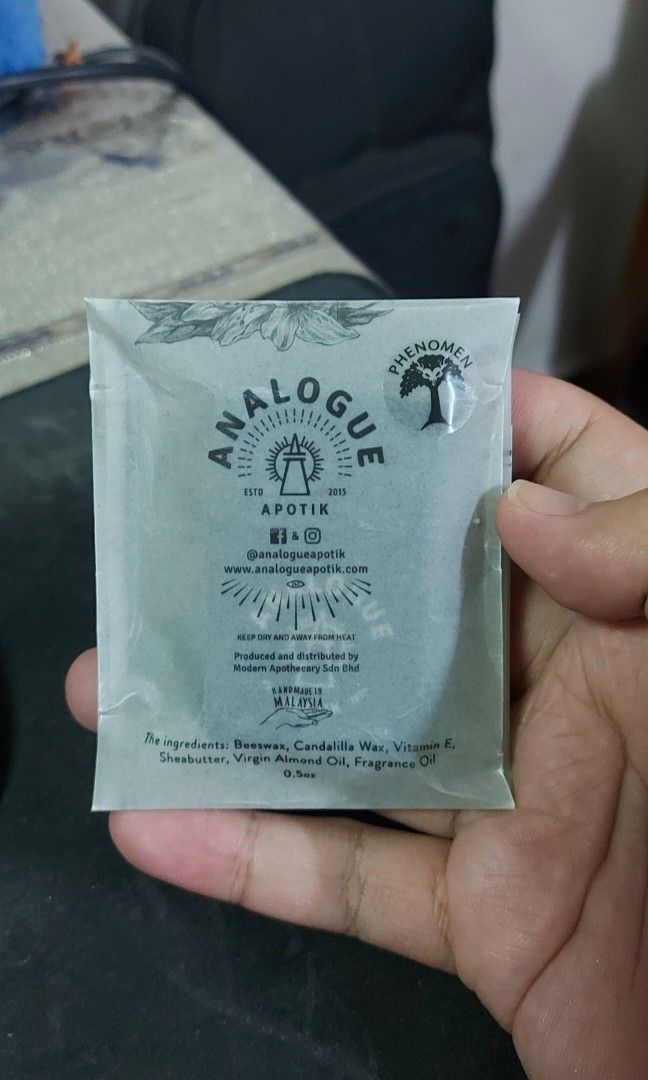 PHENOMEN
ANALOGUE
ESTD 2015
APOTIK
&
@analogueapotik
www.analogueapotik.com
KEEP DRY AND AWAY FROM HEAT
Produced and distributed by
Modern Apothecary Sdn Bhd
HANDMADE IN
MALAYSIA
The ingredients: Beeswax, Candalilla Wax, Vitamin E,
Sheabutter, Virgin Almond Oil, Fragrance Oil
0.5oz